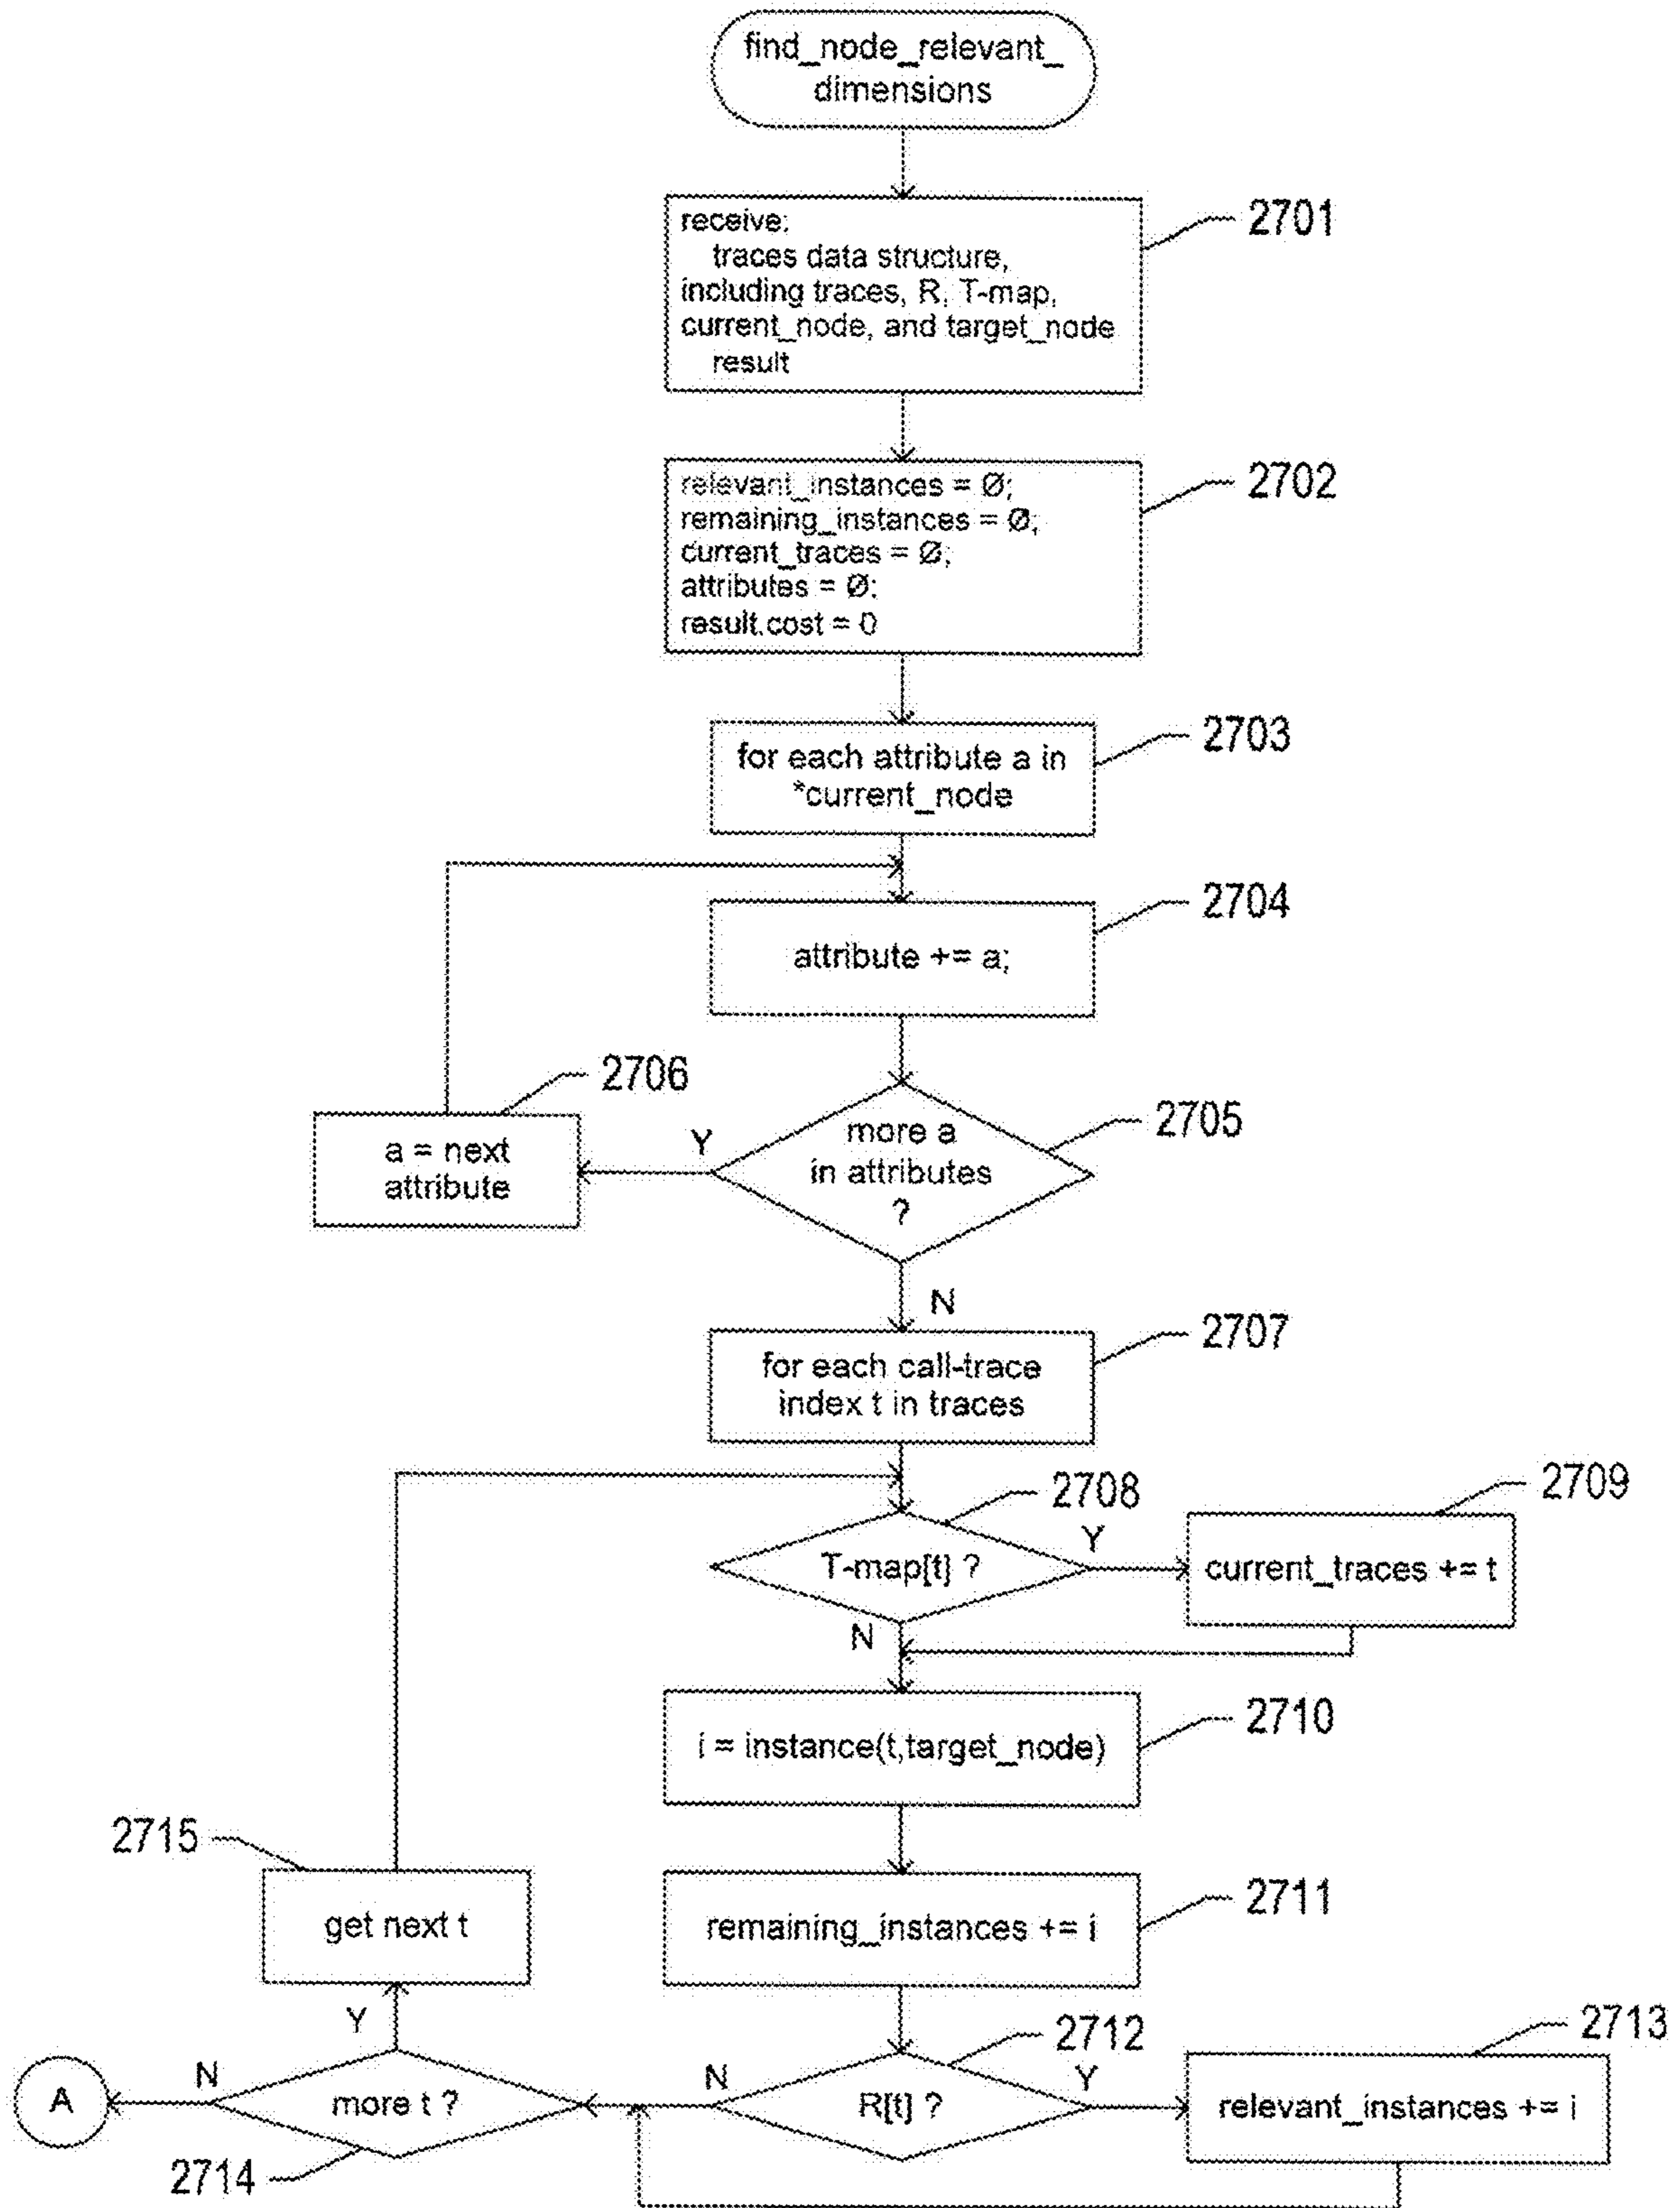 find_node_relevant_
dimensions
2701
receive:
traces data structure,
including traces, R, T-map,
current_node, and target_node
result
2702
relevant_instances = Ø;
remaining_instances = Ø;
current_traces = Ø;
attributes = Ø;
result.cost = 0
2703
for each attribute a in
*current_node
2704
attribute += a;
2706
a = next
attribute
Y
2705
more a
in attributes
?
N
2707
for each call-trace
index t in traces
2708
T-map[t] ?
Y
2709
current_traces += t
N
2710
i = instance(t,target_node)
2715
get next t
2711
remaining_instances += i
Y
2712
2713
A
N
more t ?
N
R[t] ?
Y
relevant_instances += i
2714